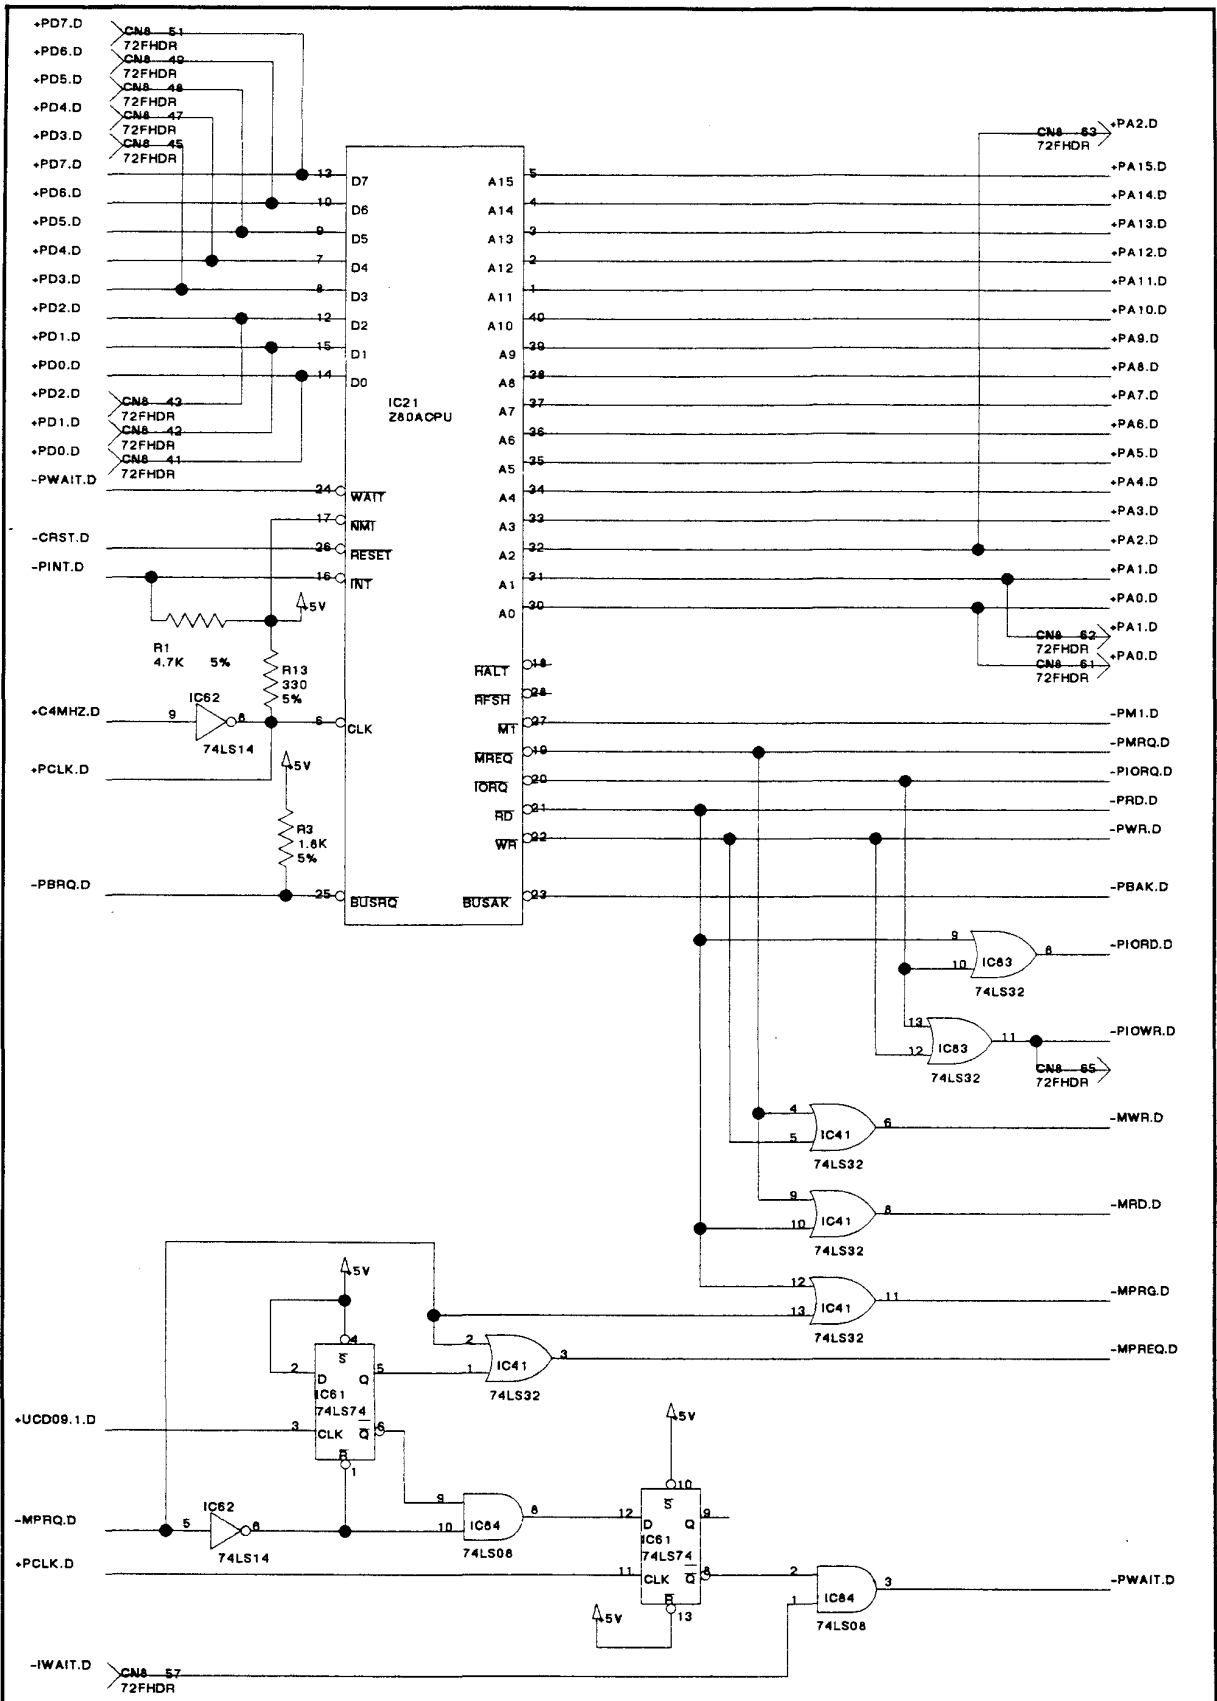 +PD7.D
CN8 51
72FHDR
+PD6.D
CN8 49
72FHDR
+PD5.D
CN8 48
72FHDR
+PD4.D
CN8 47
72FHDR
+PD3.D
CN8 45
72FHDR
+PD7.D 13 D7
+PD6.D 10 D6
+PD5.D 9 D5
+PD4.D 7 D4
+PD3.D 8 D3
+PD2.D 12 D2
+PD1.D 15 D1
+PD0.D 14 D0
+PD2.D
CN8 43
72FHDR
+PD1.D
CN8 42
72FHDR
+PD0.D
CN8 41
72FHDR
-PWAIT.D 24 WAIT
17 NMI
-CRST.D 26 RESET
-PINT.D 16 INT
+5V
R1
4.7K 5%
R13
330
5%
IC62
+C4MHZ.D 9 8 6 CLK
74LS14
+PCLK.D
+5V
R3
1.8K
5%
-PBRQ.D 25 BUSRQ
IC21
Z80ACPU
+PA2.D
CN8 63
72FHDR
A15 5 +PA15.D
A14 4 +PA14.D
A13 3 +PA13.D
A12 2 +PA12.D
A11 1 +PA11.D
A10 40 +PA10.D
A9 39 +PA9.D
A8 38 +PA8.D
A7 37 +PA7.D
A6 36 +PA6.D
A5 35 +PA5.D
A4 34 +PA4.D
A3 33 +PA3.D
A2 32 +PA2.D
A1 31 +PA1.D
A0 30 +PA0.D
CN8 62 +PA1.D
72FHDR
CN8 61 +PA0.D
72FHDR
HALT 18
RFSH 28
M1 27 -PM1.D
MREQ 19 -PMRQ.D
IORQ 20 -PIORQ.D
RD 21 -PRD.D
WR 22 -PWR.D
BUSAK 23 -PBAK.D
9 10 IC63 8 -PIORD.D
74LS32
13 12 IC63 11 -PIOWR.D
74LS32
CN8 65
72FHDR
4 5 IC41 6 -MWR.D
74LS32
9 10 IC41 8 -MRD.D
74LS32
12 13 IC41 11 -MPRG.D
74LS32
2 1 IC41 3 -MPREQ.D
74LS32
+5V
4
S
2 D Q 5
IC61
74LS74
+UCD09.1.D 3 CLK Q 6
R
1
IC62
-MPRQ.D 5 6
74LS14
9 10 IC64 8
74LS08
+5V
10
S
12 D Q 9
IC61
74LS74
+PCLK.D 11 CLK Q 8
R
13
+5V
2 1 IC64 3 -PWAIT.D
74LS08
-IWAIT.D
CN8 57
72FHDR